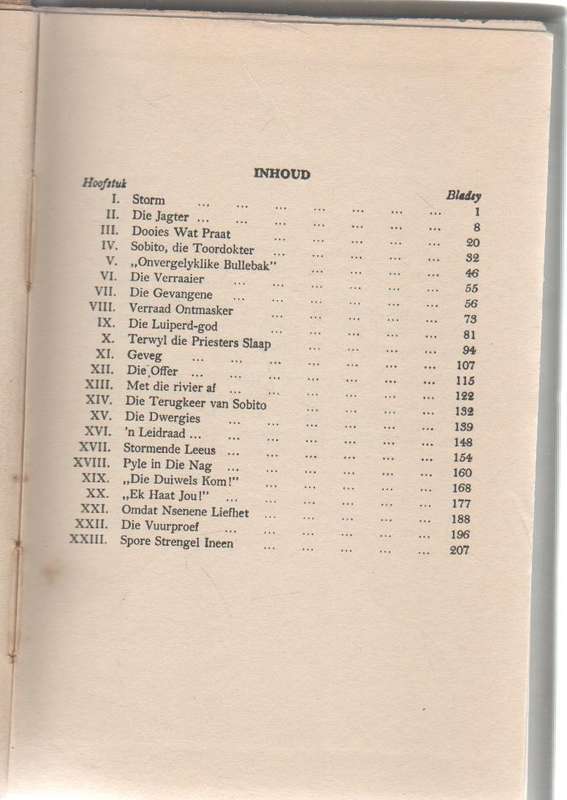 INHOUD
Hoofstuk Bladsy
I. Storm ... ... ... ... ... ... ... 1
II. Die Jagter ... ... ... ... ... ... ... 8
III. Dooies Wat Praat ... ... ... ... ... 20
IV. Sobito, die Toordokter ... ... ... ... ... 32
V. „Onvergelyklike Bullebak” ... ... ... ... 46
VI. Die Verraaier ... ... ... ... ... ... 55
VII. Die Gevangene ... ... ... ... ... ... 56
VIII. Verraad Ontmasker ... ... ... ... ... 73
IX. Die Luiperd-god ... ... ... ... ... 81
X. Terwyl die Priesters Slaap ... ... ... ... 94
XI. Geveg ... ... ... ... ... ... ... 107
XII. Die Offer ... ... ... ... ... ... ... 115
XIII. Met die rivier af ... ... ... ... ... ... 122
XIV. Die Terugkeer van Sobito ... ... ... ... 132
XV. Die Dwergies ... ... ... ... ... ... 139
XVI. 'n Leidraad ... ... ... ... ... ... ... 148
XVII. Stormende Leeus ... ... ... ... ... ... 154
XVIII. Pyle in Die Nag ... ... ... ... ... ... 160
XIX. „Die Duiwels Kom!” ... ... ... ... ... 168
XX. „Ek Haat Jou!” ... ... ... ... ... ... 177
XXI. Omdat Nsenene Liefhet ... ... ... ... ... 188
XXII. Die Vuurproef ... ... ... ... ... ... 196
XXIII. Spore Strengel Ineen ... ... ... ... ... 207